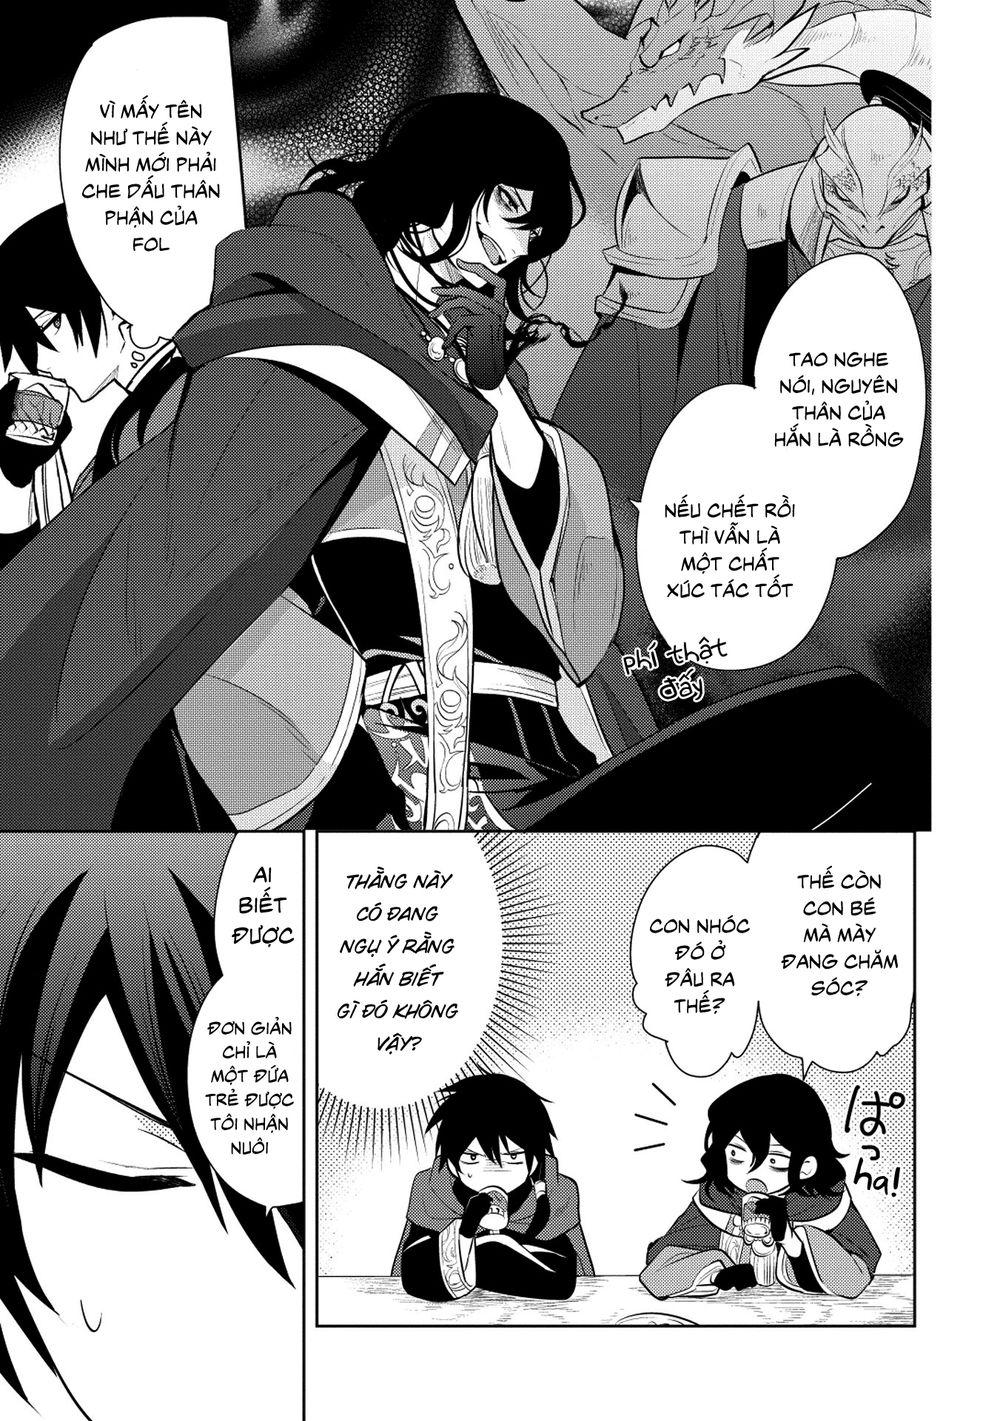 TAO NGHE
NÓI, NGUYÊN
THÂN CỦA
HẮN LÀ RỒNG
NẾU CHẾT RỒI
THÌ VẪN LÀ
MỘT CHẤT
XÚC TÁC TỐT
phí thật
đấy
VÌ MẤY TÊN
NHƯ THẾ NÀY
MÌNH MỚI PHẢI
CHE DẤU THÂN
PHẬN CỦA
FOL
THẾ CÒN
CON BÉ
MÀ MÀY
ĐANG CHĂM
SÓC?
CON NHÓC
ĐÓ Ở
ĐÂU RA
THẾ?
ぱっ
ha!
THẰNG NÀY
CÓ ĐANG
NGỤ Ý RẰNG
HẮN BIẾT
GÌ ĐÓ KHÔNG
VẬY?
AI
BIẾT
ĐƯỢC
ĐƠN GIẢN
CHỈ LÀ
MỘT ĐỨA
TRẺ ĐƯỢC
TÔI NHẬN
NUÔI